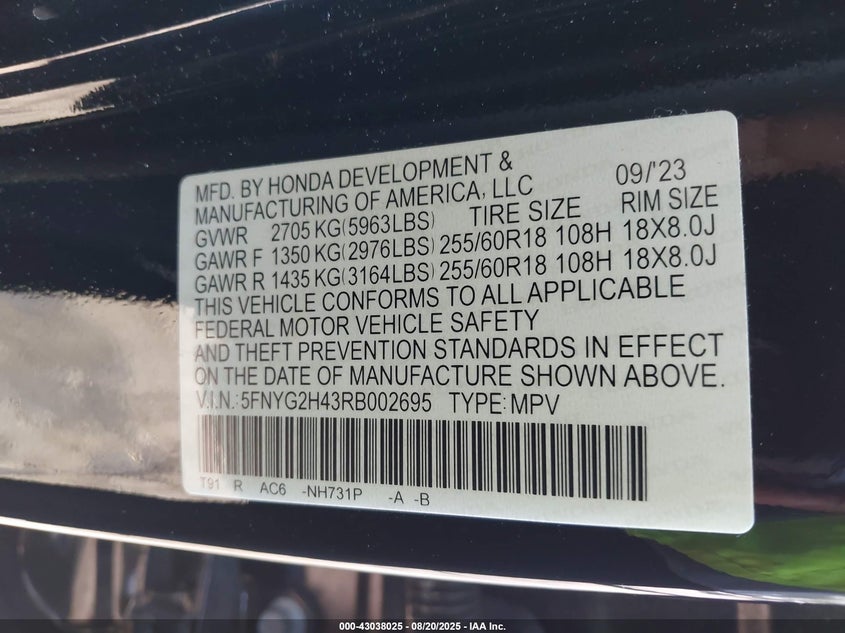 MFD. BY HONDA DEVELOPMENT & 09/'23
MANUFACTURING OF AMERICA, LLC
GVWR 2705 KG(5963LBS) TIRE SIZE RIM SIZE
GAWR F 1350 KG(2976LBS) 255/60R18 108H 18X8.0J
GAWR R 1435 KG(3164LBS) 255/60R18 108H 18X8.0J
THIS VEHICLE CONFORMS TO ALL APPLICABLE
FEDERAL MOTOR VEHICLE SAFETY
AND THEFT PREVENTION STANDARDS IN EFFECT
ON THE DATE OF MANUFACTURE SHOWN ABOVE.
V.I.N.:5FNYG2H43RB002695 TYPE:MPV
T91 R AC6 -NH731P -A -B
000-43038025 - 08/20/2025 - IAA Inc.